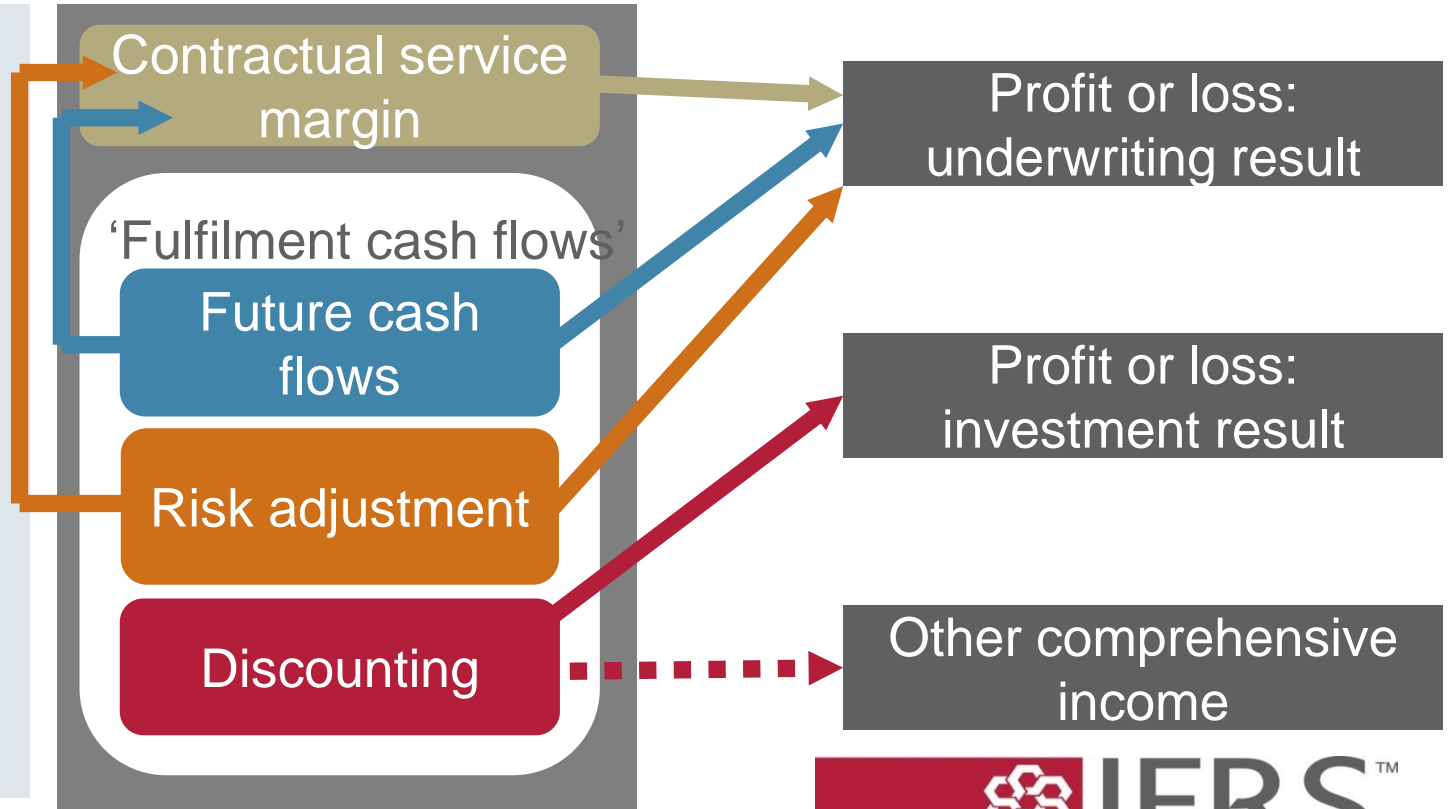 Contractual service
margin
‘Fulfilment cash flows’
Future cash
flows
Risk adjustment
Discounting
Profit or loss:
underwriting result
Profit or loss:
investment result
Other comprehensive
income
IFRS™